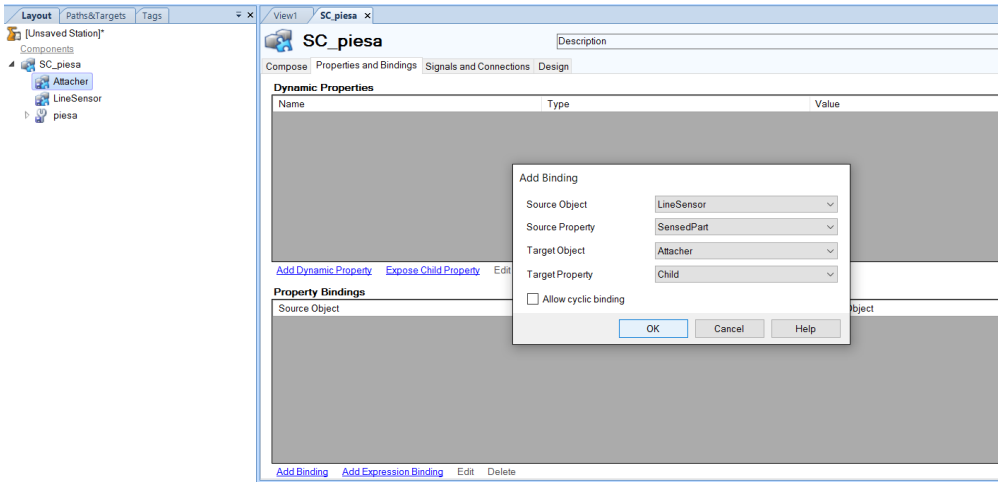 Layout Paths&Targets Tags
View1 SC_piesa
[Unsaved Station]*
Components
SC_piesa
Attacher
LineSensor
piesa
SC_piesa
Description
Compose Properties and Bindings Signals and Connections Design
Dynamic Properties
Name Type Value
Add Binding
Source Object LineSensor
Source Property SensedPart
Target Object Attacher
Target Property Child
Allow cyclic binding
OK Cancel Help
Add Dynamic Property Expose Child Property Edit
Property Bindings
Source Object Object
Add Binding Add Expression Binding Edit Delete